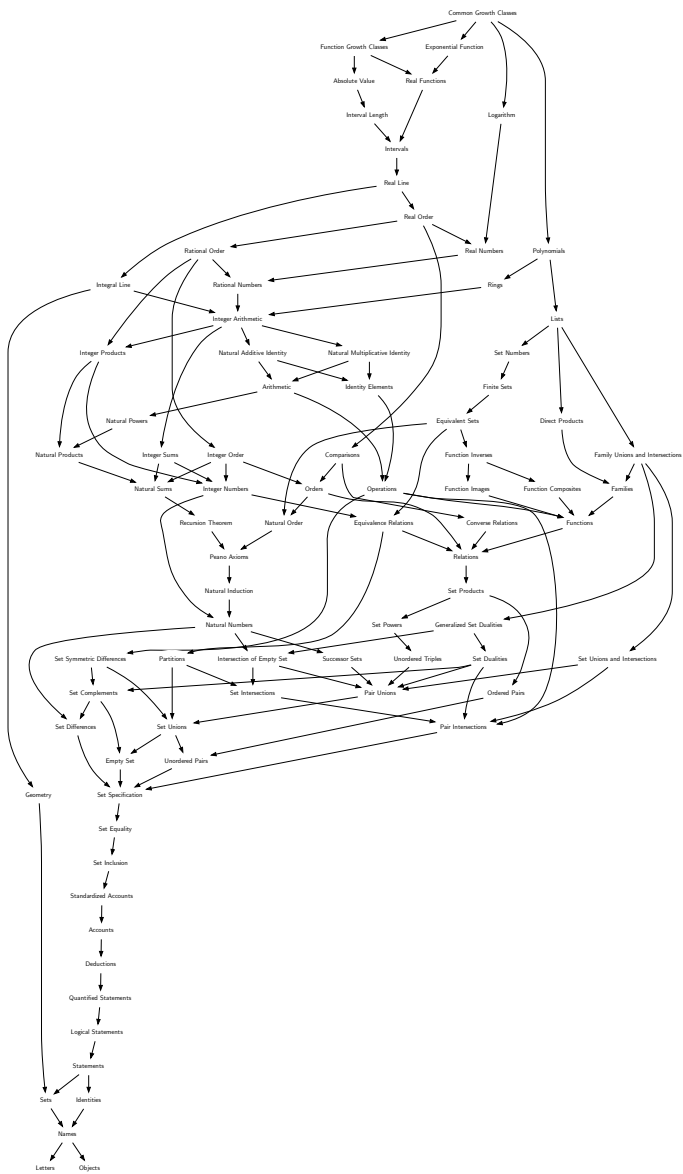 Common Growth Classes
Function Growth Classes
Exponential Function
Absolute Value
Real Functions
Interval Length
Logarithm
Intervals
Real Line
Real Order
Rational Order
Real Numbers
Polynomials
Integral Line
Rational Numbers
Rings
Integer Arithmetic
Lists
Integer Products
Natural Additive Identity
Natural Multiplicative Identity
Set Numbers
Arithmetic
Identity Elements
Finite Sets
Natural Powers
Equivalent Sets
Direct Products
Natural Products
Integer Sums
Integer Order
Comparisons
Function Inverses
Family Unions and Intersections
Natural Sums
Integer Numbers
Orders
Operations
Function Images
Function Composites
Families
Recursion Theorem
Natural Order
Equivalence Relations
Converse Relations
Functions
Peano Axioms
Relations
Natural Induction
Set Products
Natural Numbers
Set Powers
Generalized Set Dualities
Set Symmetric Differences
Partitions
Intersection of Empty Set
Successor Sets
Unordered Triples
Set Dualities
Set Unions and Intersections
Set Complements
Set Intersections
Pair Unions
Ordered Pairs
Set Differences
Set Unions
Pair Intersections
Empty Set
Unordered Pairs
Geometry
Set Specification
Set Equality
Set Inclusion
Standardized Accounts
Accounts
Deductions
Quantified Statements
Logical Statements
Statements
Sets
Identities
Names
Letters
Objects